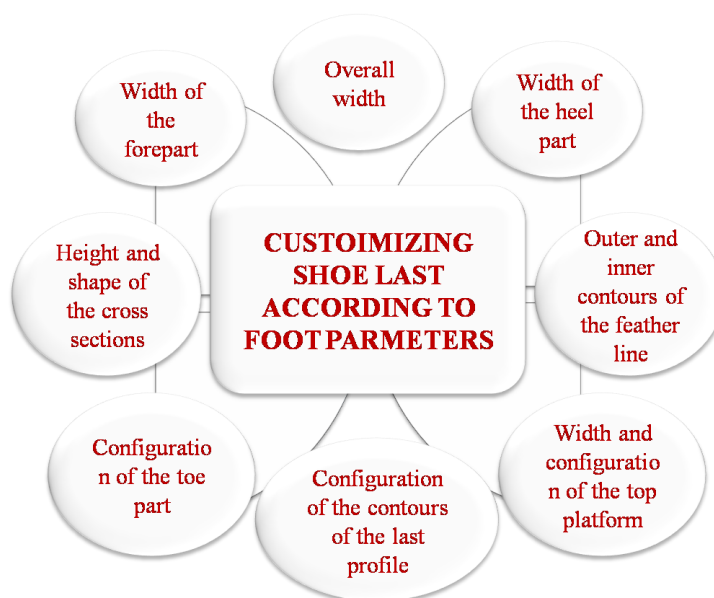 Overall
width
Width of
the
forepart
Width of
the heel
part
Height and
shape of
the cross
sections
CUSTOIMIZING
SHOE LAST
ACCORDING TO
FOOT PARMETERS
Outer and
inner
contours of
the feather
line
Configuratio
n of the toe
part
Configuration
of the contours
of the last
profile
Width and
configuratio
n of the top
platform